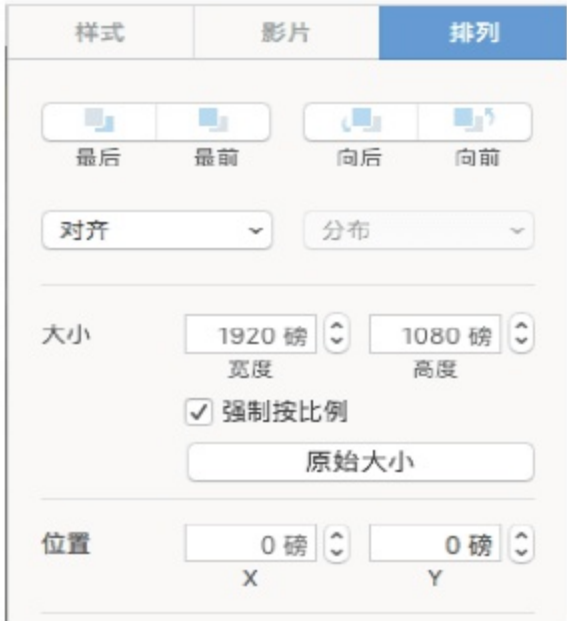 样式 影片 排列
最后 最前 向后 向前
对齐 分布
大小 1920 磅 1080 磅
宽度 高度
强制按比例
原始大小
位置 0 磅 0 磅
X Y